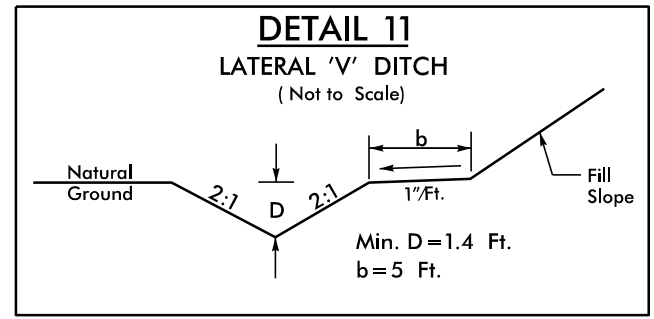 DETAIL 11
LATERAL 'V' DITCH
( Not to Scale)
b
Natural
Ground
2:1
D
2:1
1"/Ft.
Fill
Slope
Min. D=1.4 Ft.
b=5 Ft.